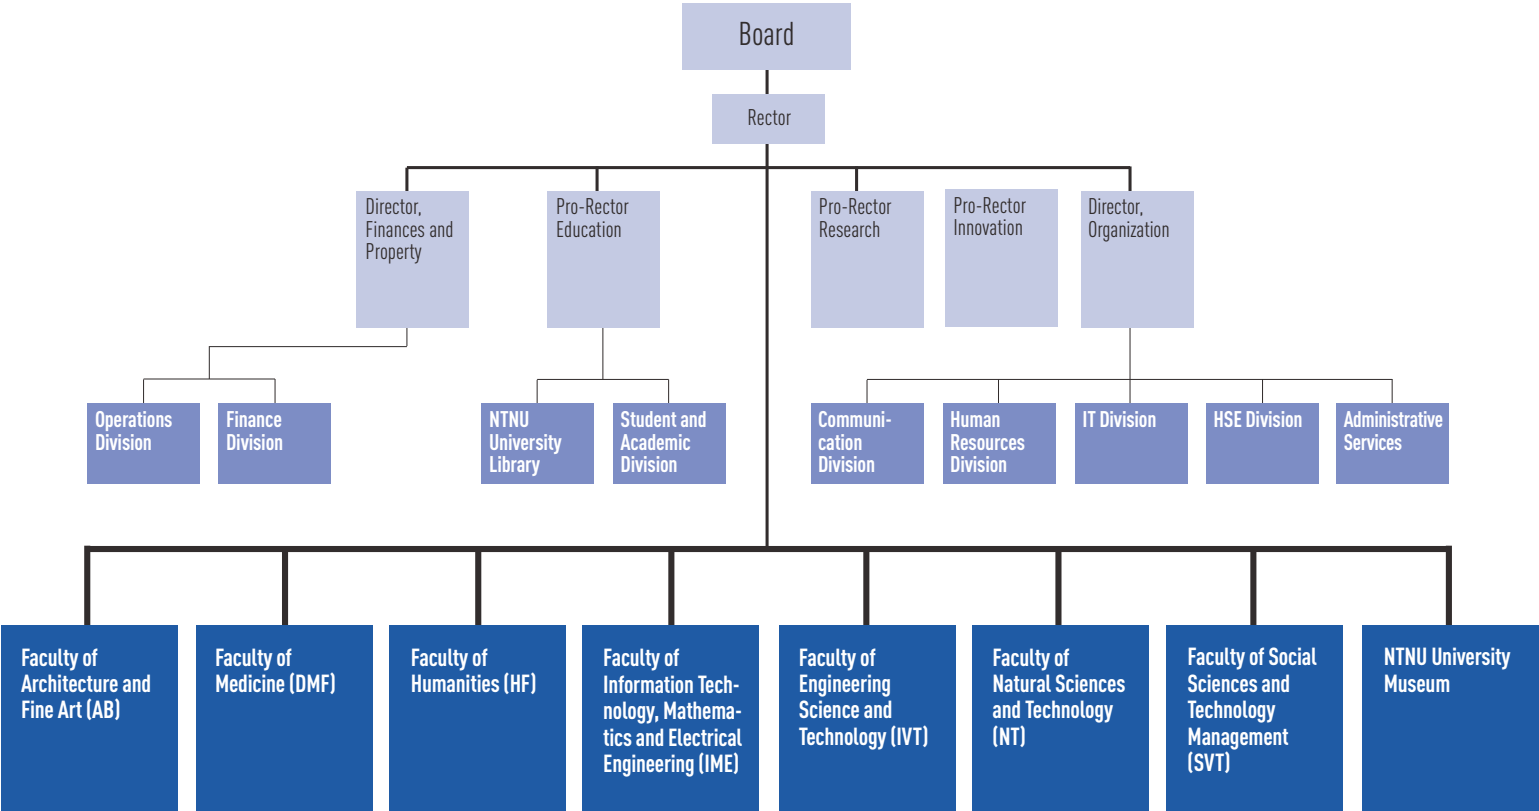 Board
Rector
Director,
Finances and
Property
Pro-Rector
Education
Pro-Rector
Research
Pro-Rector
Innovation
Director,
Organization
Operations
Division
Finance
Division
NTNU
University
Library
Student and
Academic
Division
Communi-
cation
Division
Human
Resources
Division
IT Division
HSE Division
Administrative
Services
Faculty of
Architecture and
Fine Art (AB)
Faculty of
Medicine (DMF)
Faculty of
Humanities (HF)
Faculty of
Information Tech-
nology, Mathema-
tics and Electrical
Engineering (IME)
Faculty of
Engineering
Science and
Technology (IVT)
Faculty of
Natural Sciences
and Technology
(NT)
Faculty of Social
Sciences and
Technology
Management
(SVT)
NTNU University
Museum